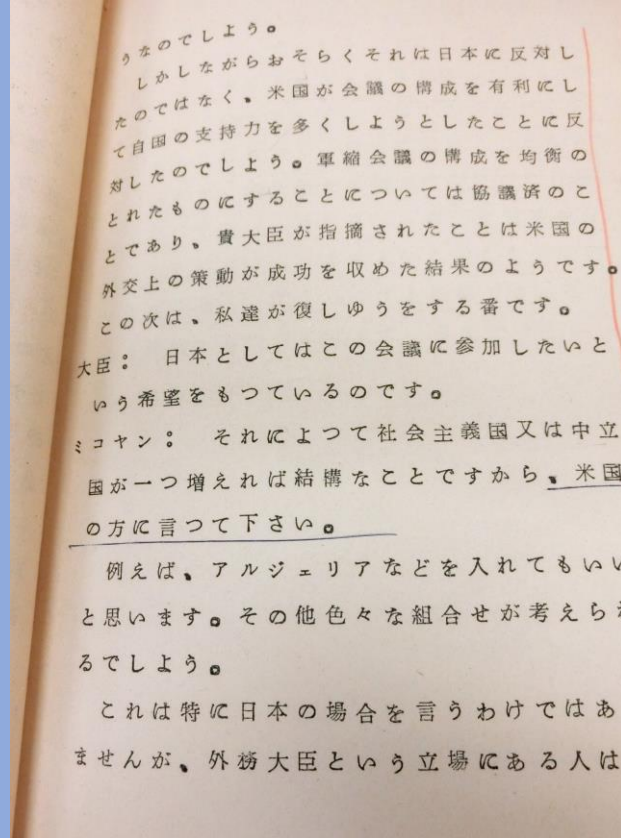 うなのでしよう。
しかしながらおそらくそれは日本に反対し
たのではなく、米国が会議の構成を有利にし
て自国の支持力を多くしようとしたことに反
対したのでしよう。軍縮会議の構成を均衡の
とれたものにすることについては協議済のこ
とであり、貴大臣が指摘されたことは米国の
外交上の策動が成功を収めた結果のようです。
この次は、私達が復しゆうをする番です。
大臣： 日本としてはこの会議に参加したいと
いう希望をもつているのです。
ミコヤン： それによつて社会主義国又は中立
国が一つ増えれば結構なことですから、米国
の方に言つて下さい。
例えば、アルジェリアなどを入れてもいい
と思います。その他色々な組合せが考えら
るでしよう。
これは特に日本の場合を言うわけではあ
ませんが、外務大臣という立場にある人は